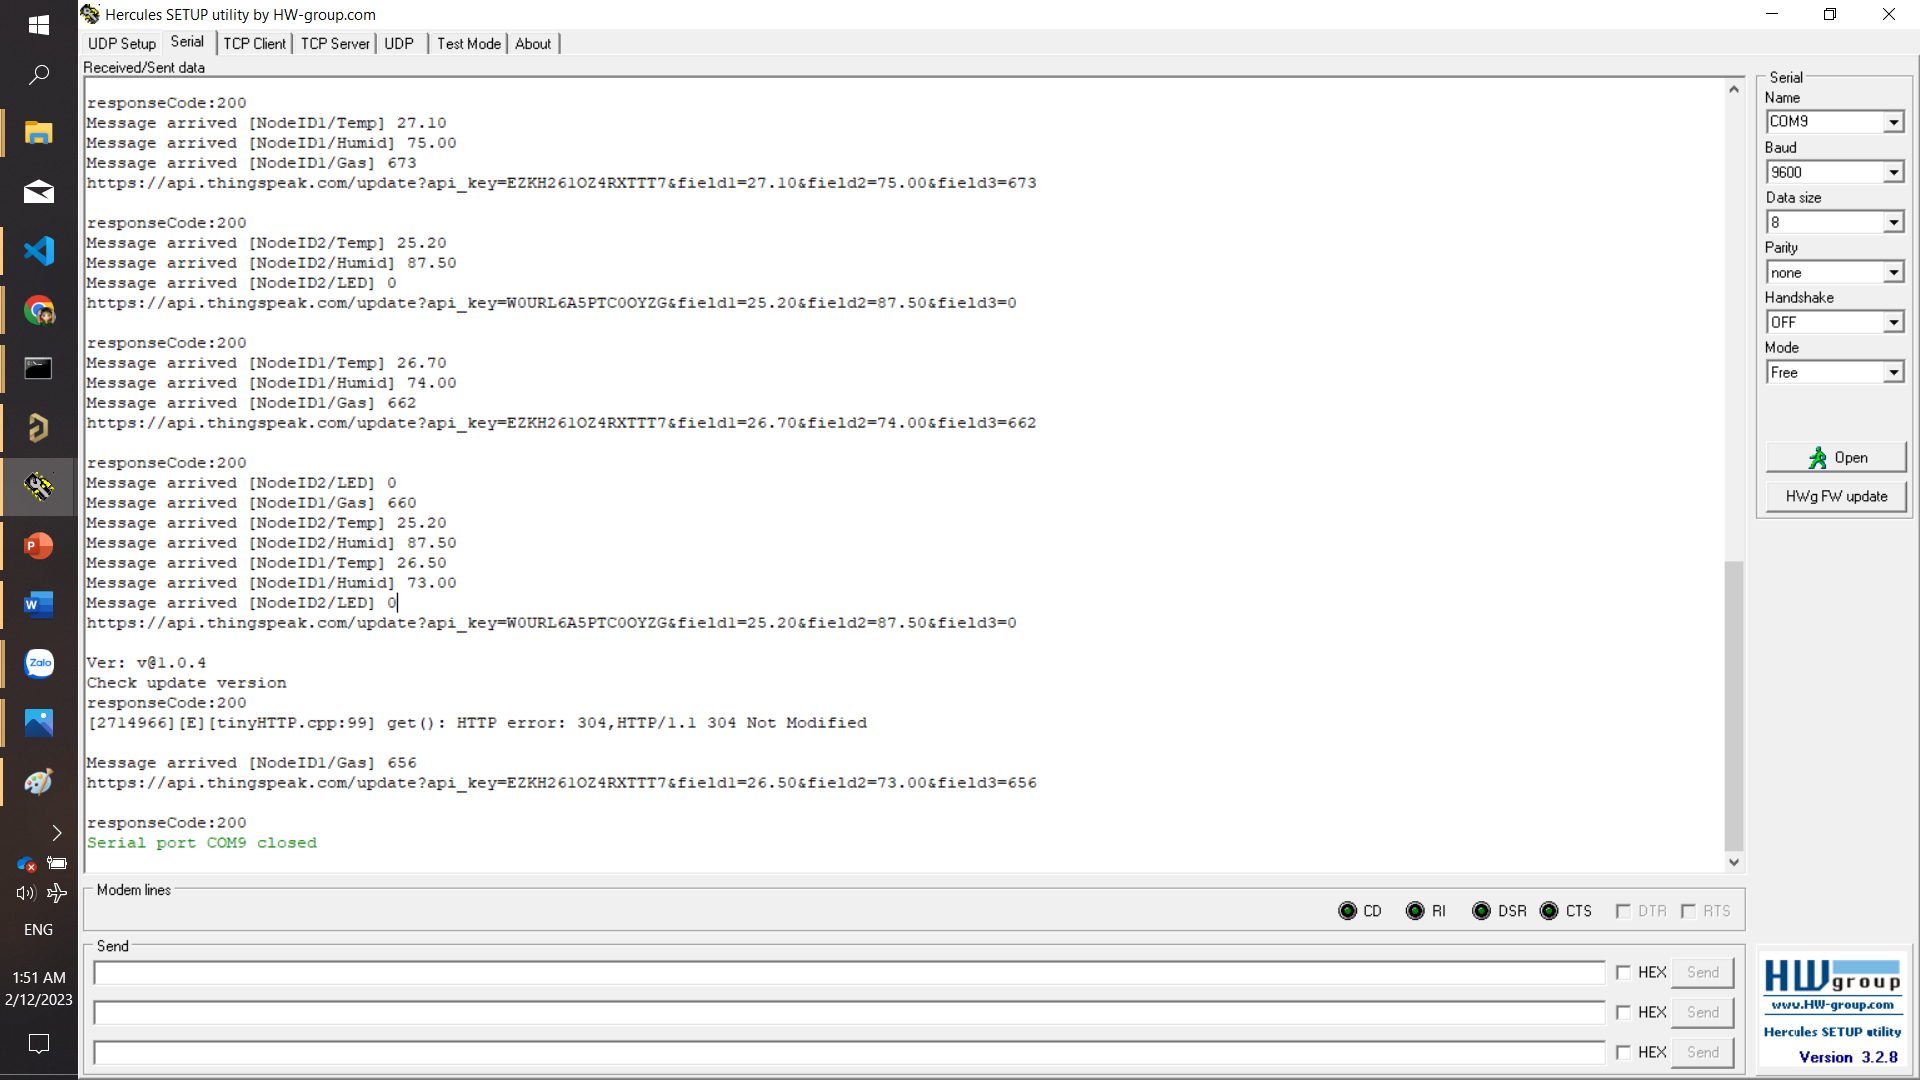 Hercules SETUP utility by HW-group.com
UDP Setup Serial TCP Client TCP Server UDP Test Mode About
Received/Sent data
responseCode:200
Message arrived [NodeID1/Temp] 27.10
Message arrived [NodeID1/Humid] 75.00
Message arrived [NodeID1/Gas] 673
https://api.thingspeak.com/update?api_key=EZKH261OZ4RXTTT7&field1=27.10&field2=75.00&field3=673
responseCode:200
Message arrived [NodeID2/Temp] 25.20
Message arrived [NodeID2/Humid] 87.50
Message arrived [NodeID2/LED] 0
https://api.thingspeak.com/update?api_key=W0URL6A5PTC0OYZG&field1=25.20&field2=87.50&field3=0
responseCode:200
Message arrived [NodeID1/Temp] 26.70
Message arrived [NodeID1/Humid] 74.00
Message arrived [NodeID1/Gas] 662
https://api.thingspeak.com/update?api_key=EZKH261OZ4RXTTT7&field1=26.70&field2=74.00&field3=662
responseCode:200
Message arrived [NodeID2/LED] 0
Message arrived [NodeID1/Gas] 660
Message arrived [NodeID2/Temp] 25.20
Message arrived [NodeID2/Humid] 87.50
Message arrived [NodeID1/Temp] 26.50
Message arrived [NodeID1/Humid] 73.00
Message arrived [NodeID2/LED] 0
https://api.thingspeak.com/update?api_key=W0URL6A5PTC0OYZG&field1=25.20&field2=87.50&field3=0
Ver: v@1.0.4
Check update version
responseCode:200
[2714966][E][tinyHTTP.cpp:99] get(): HTTP error: 304,HTTP/1.1 304 Not Modified
Message arrived [NodeID1/Gas] 656
https://api.thingspeak.com/update?api_key=EZKH261OZ4RXTTT7&field1=26.50&field2=73.00&field3=656
responseCode:200
Serial port COM9 closed
Serial
Name
COM9
Baud
9600
Data size
8
Parity
none
Handshake
OFF
Mode
Free
Open
HWg FW update
Modem lines
CD RI DSR CTS DTR RTS
Send
HEX Send
HEX Send
HEX Send
HWgroup
www.HW-group.com
Hercules SETUP utility
Version 3.2.8
Zalo
ENG
1:51 AM
2/12/2023